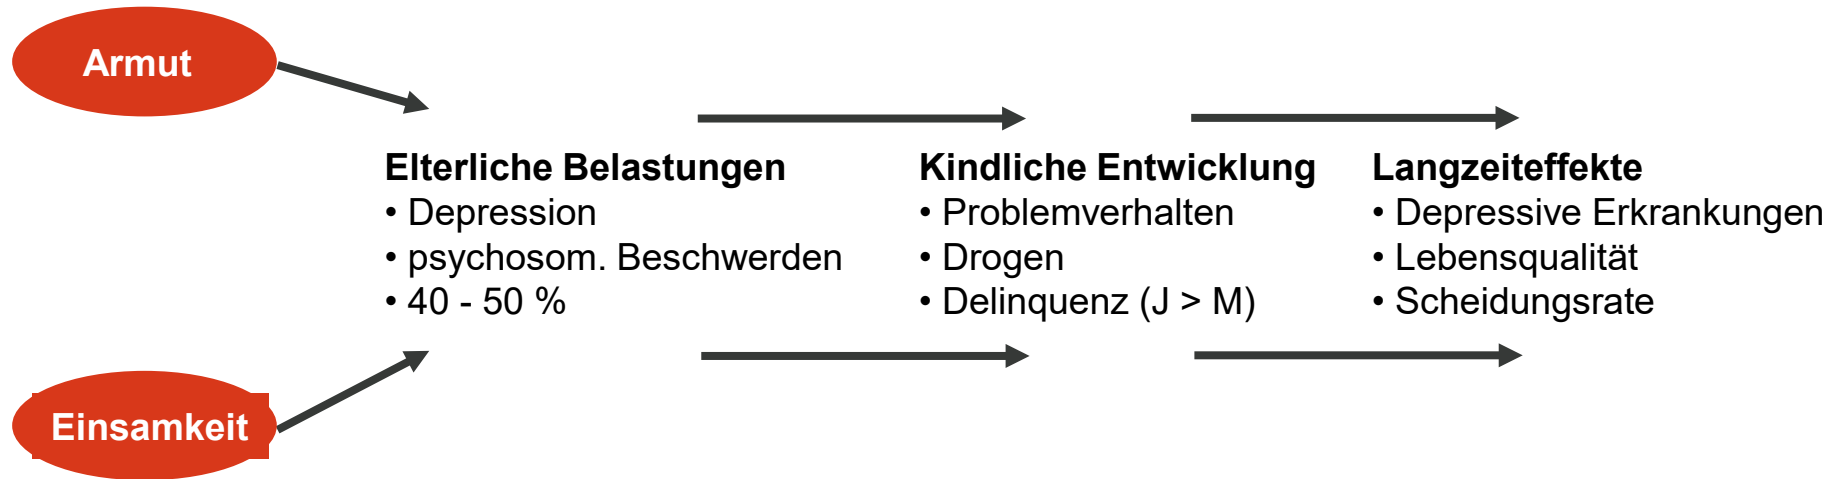 Armut
Elterliche Belastungen
• Depression
• psychosom. Beschwerden
• 40 - 50 %
Kindliche Entwicklung
• Problemverhalten
• Drogen
• Delinquenz (J > M)
Langzeiteffekte
• Depressive Erkrankungen
• Lebensqualität
• Scheidungsrate
Einsamkeit